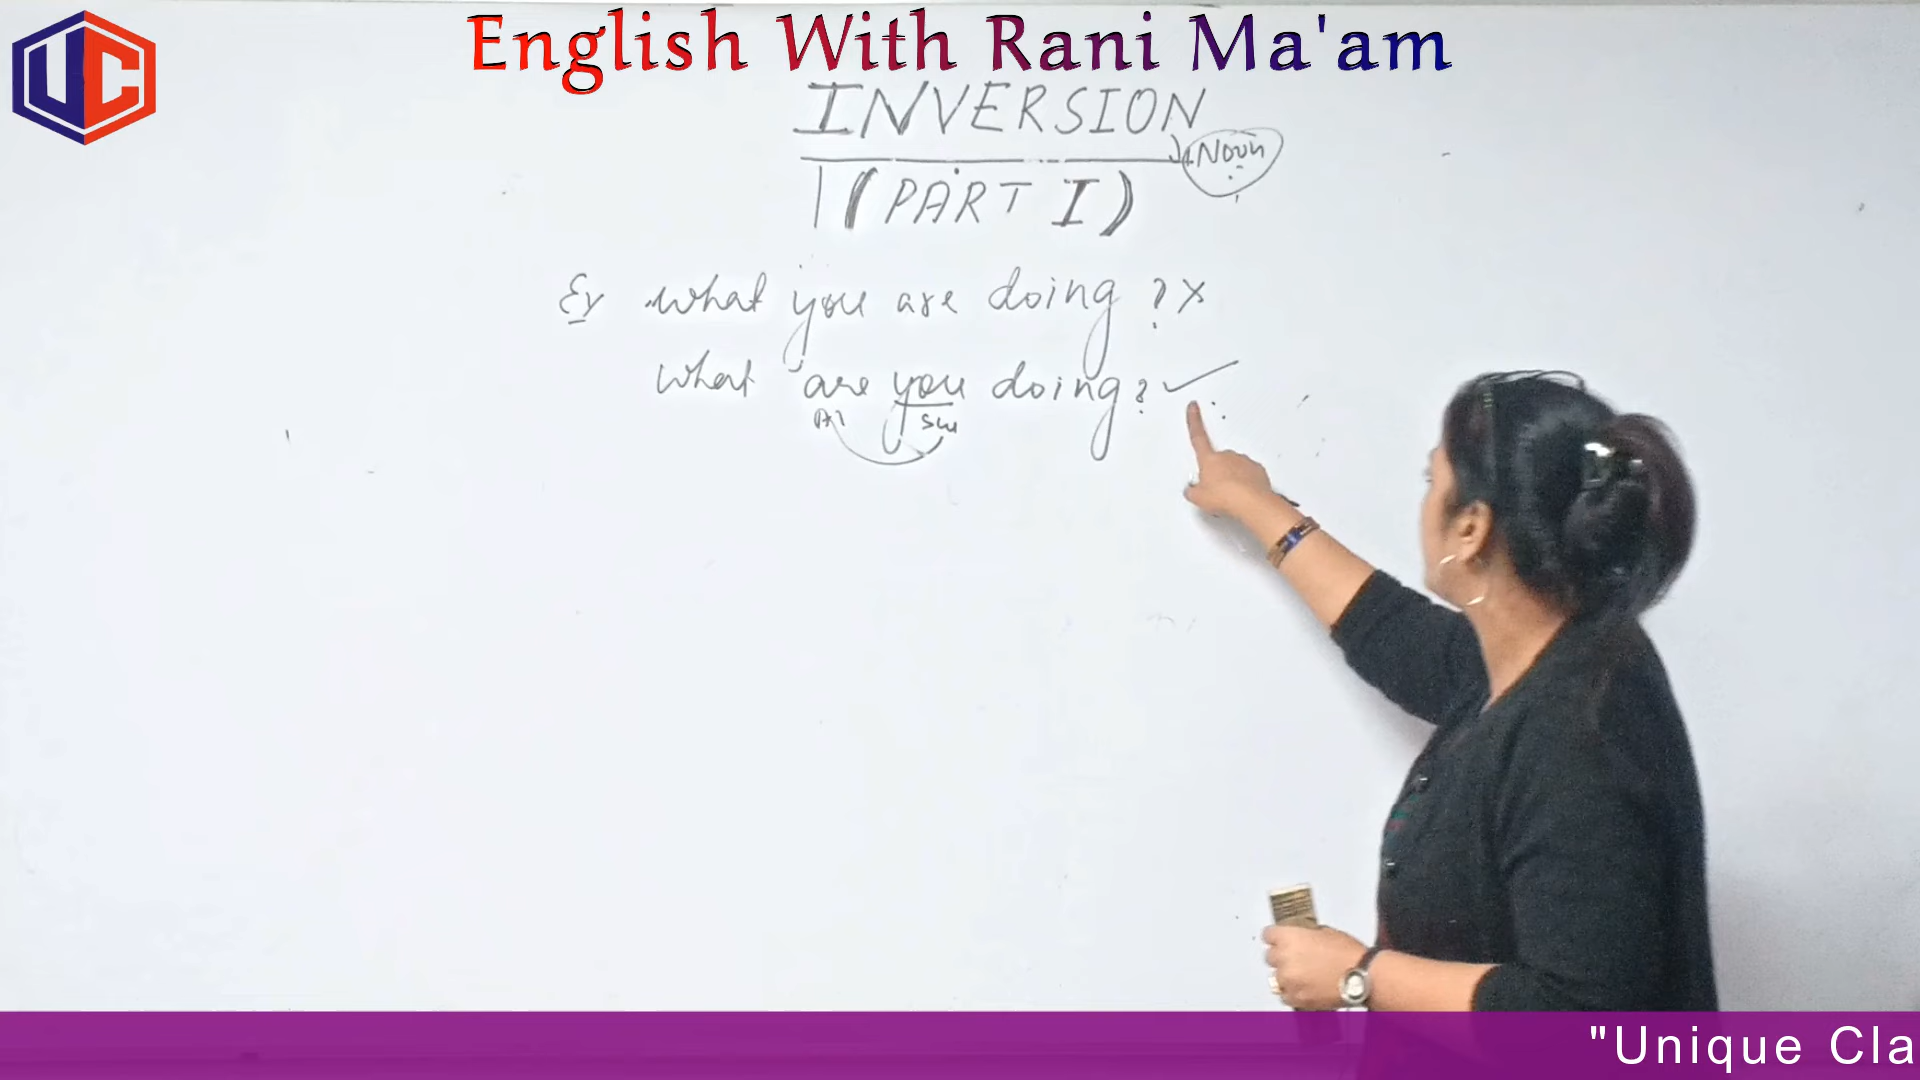 UC
English With Rani Ma'am
INVERSION
Noun
(PART I)
Ex What you are doing ? ×
What are you doing? ✓
"Unique Cla